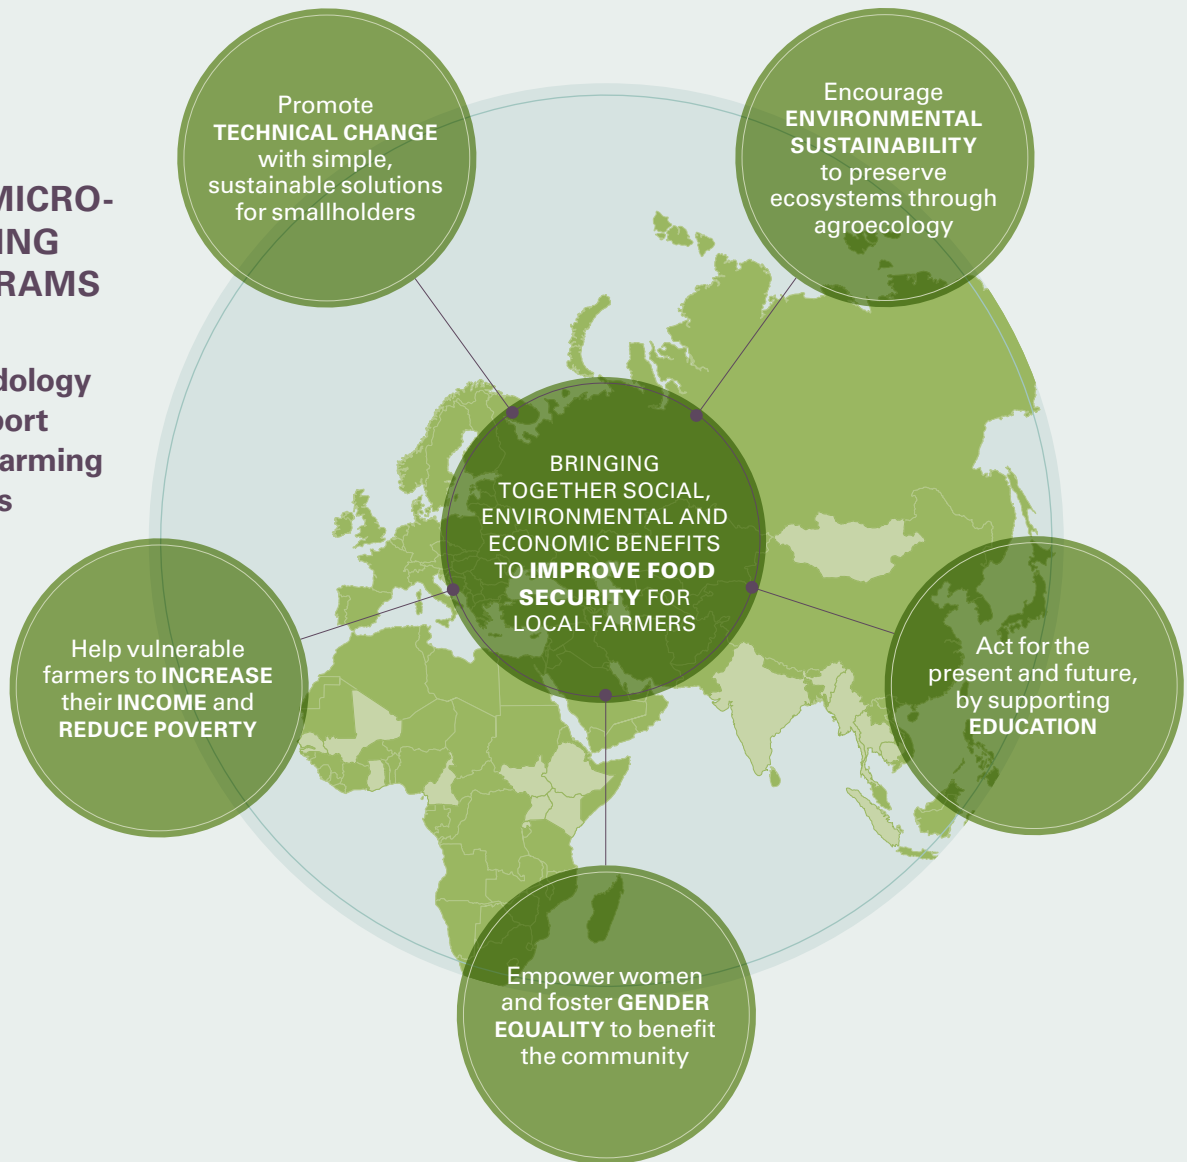 MICRO-
ING
RAMS
dology
port
arming
s
Promote
TECHNICAL CHANGE
with simple,
sustainable solutions
for smallholders
Encourage
ENVIRONMENTAL
SUSTAINABILITY
to preserve
ecosystems through
agroecology
BRINGING
TOGETHER SOCIAL,
ENVIRONMENTAL AND
ECONOMIC BENEFITS
TO IMPROVE FOOD
SECURITY FOR
LOCAL FARMERS
Help vulnerable
farmers to INCREASE
their INCOME and
REDUCE POVERTY
Act for the
present and future,
by supporting
EDUCATION
Empower women
and foster GENDER
EQUALITY to benefit
the community